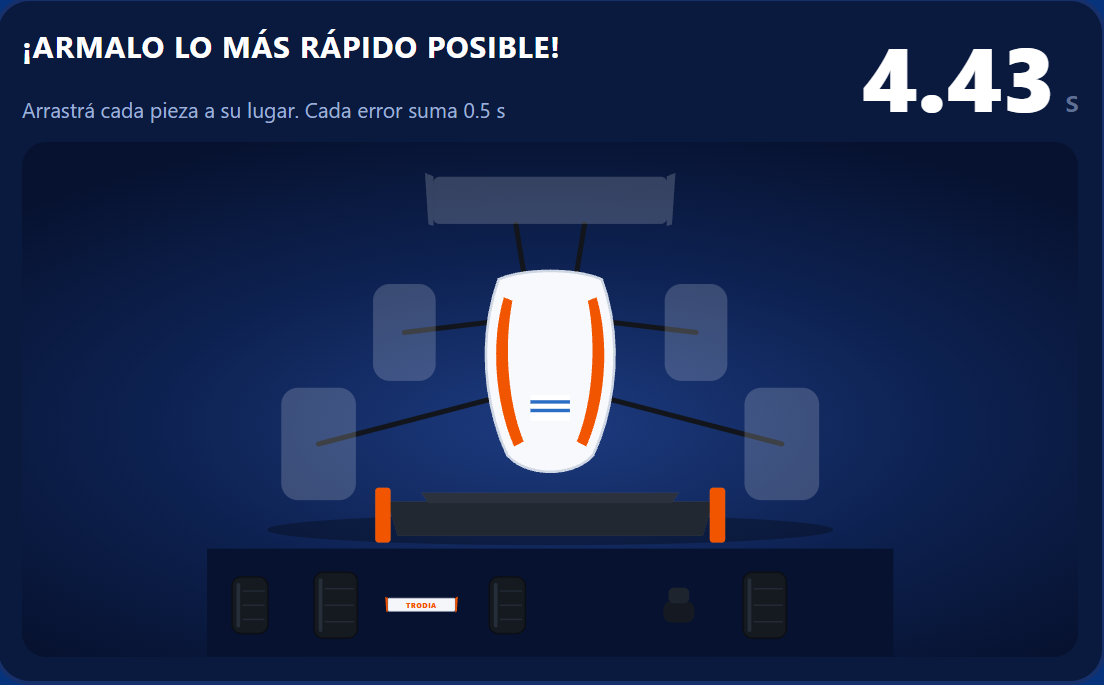 ¡ARMALO LO MÁS RÁPIDO POSIBLE!
Arrastrá cada pieza a su lugar. Cada error suma 0.5 s
4.43 s
TRODIA